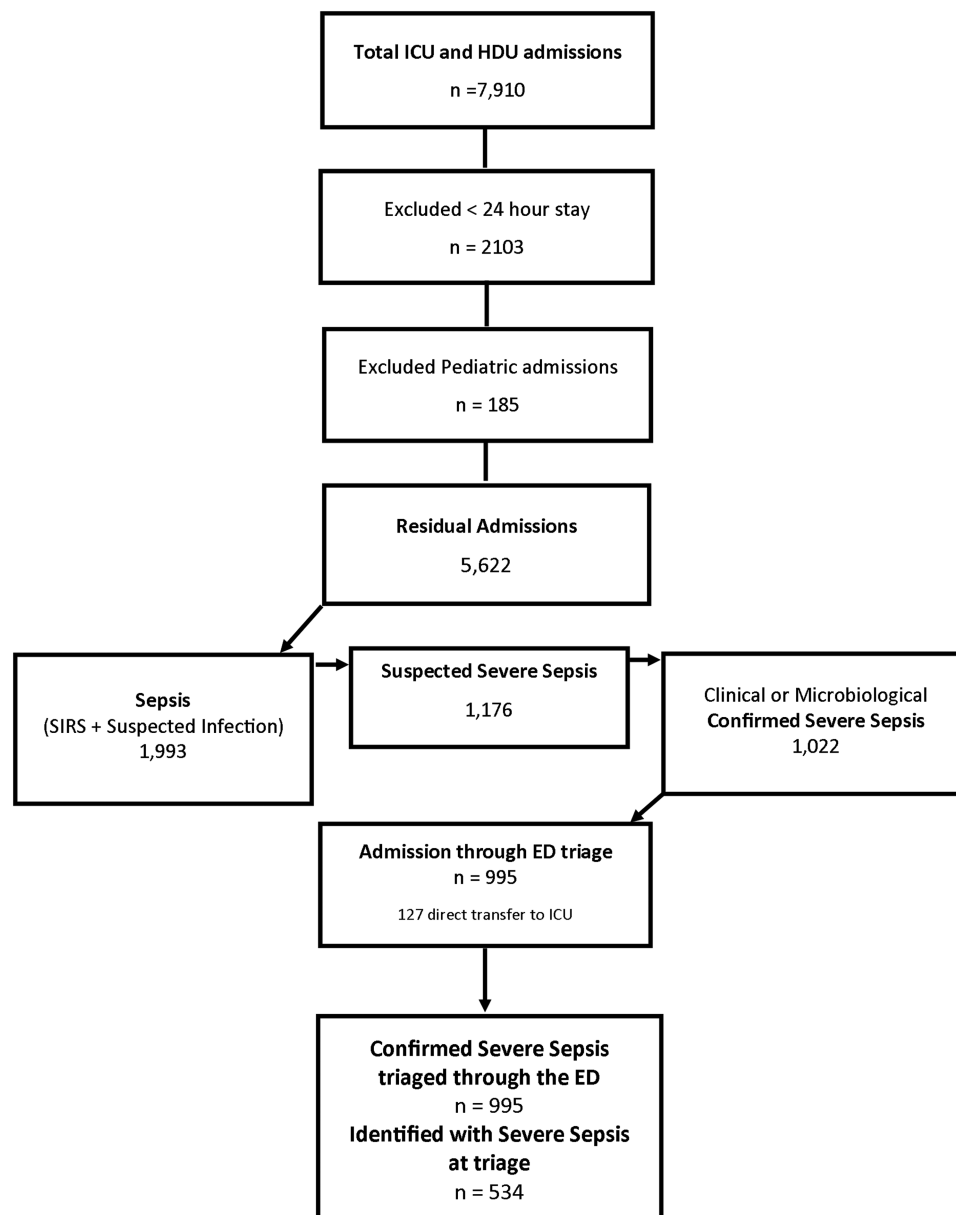 Total ICU and HDU admissions
n =7,910
Excluded < 24 hour stay
n = 2103
Excluded Pediatric admissions
n = 185
Residual Admissions
5,622
Sepsis
(SIRS + Suspected Infection)
1,993
Suspected Severe Sepsis
1,176
Clinical or Microbiological
Confirmed Severe Sepsis
1,022
Admission through ED triage
n = 995
127 direct transfer to ICU
Confirmed Severe Sepsis
triaged through the ED
n = 995
Identified with Severe Sepsis
at triage
n = 534